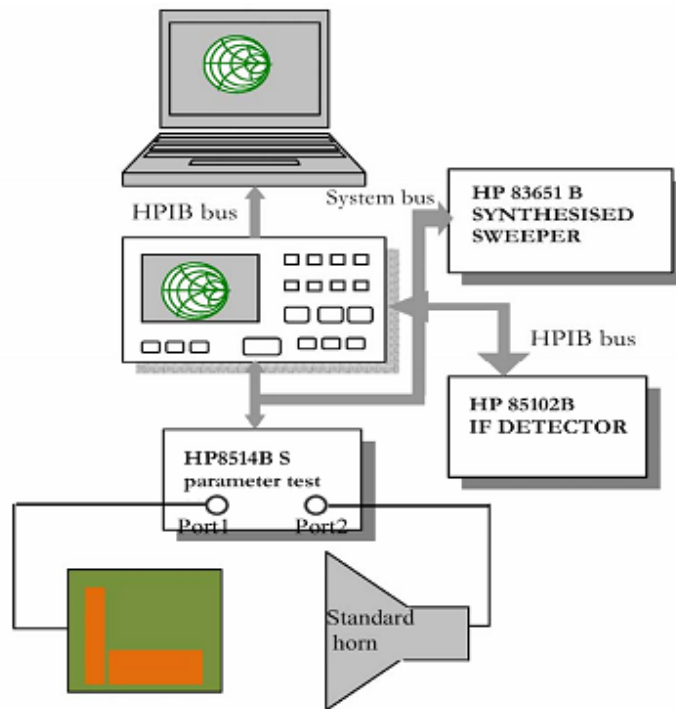 HPIB bus
System bus
HP 83651 B
SYNTHESISED
SWEEPER
HPIB bus
HP 85102B
IF DETECTOR
HP8514B S
parameter test
Port1
Port2
Standard
horn